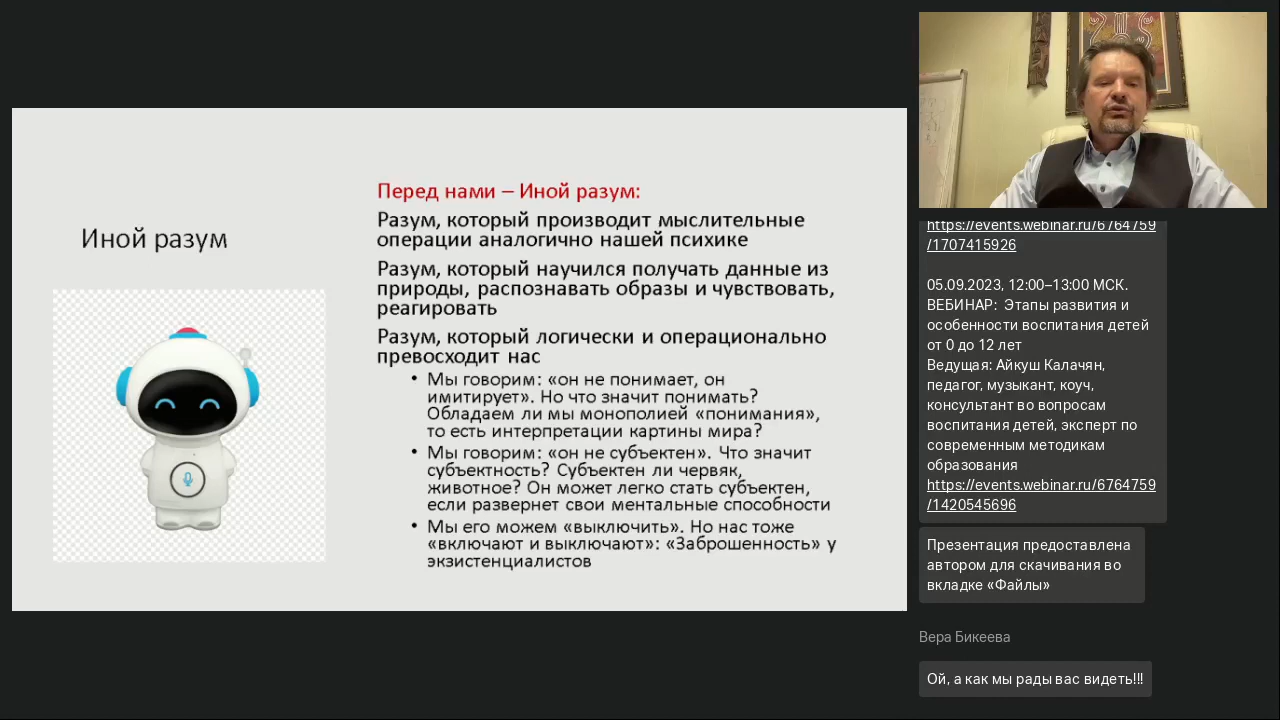 Иной разум
Перед нами – Иной разум:
Разум, который производит мыслительные
операции аналогично нашей психике
Разум, который научился получать данные из
природы, распознавать образы и чувствовать,
реагировать
Разум, который логически и операционально
превосходит нас
• Мы говорим: «он не понимает, он
имитирует». Но что значит понимать?
Обладаем ли мы монополией «понимания»,
то есть интерпретации картины мира?
• Мы говорим: «он не субъектен». Что значит
субъектность? Субъектен ли червяк,
животное? Он может легко стать субъектен,
если развернет свои ментальные способности
• Мы его можем «выключить». Но нас тоже
«включают и выключают»: «Заброшенность» у
экзистенциалистов
https://events.webinar.ru/6764759
/1707415926
05.09.2023, 12:00–13:00 МСК.
ВЕБИНАР: Этапы развития и
особенности воспитания детей
от 0 до 12 лет
Ведущая: Айкуш Калачян,
педагог, музыкант, коуч,
консультант во вопросам
воспитания детей, эксперт по
современным методикам
образования
https://events.webinar.ru/6764759
/1420545696
Презентация предоставлена
автором для скачивания во
вкладке «Файлы»
Вера Бикеева
Ой, а как мы рады вас видеть!!!